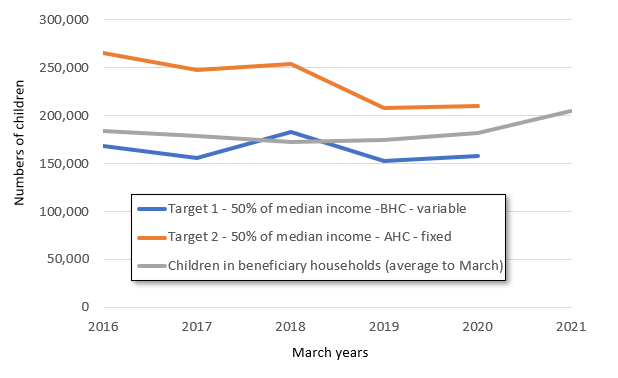 300,000
250,000
200,000
150,000
100,000
50,000
0
Numbers of children
Target 1 - 50% of median income -BHC - variable
Target 2 - 50% of median income - AHC - fixed
Children in beneficiary households (average to March)
2016 2017 2018 2019 2020 2021
March years